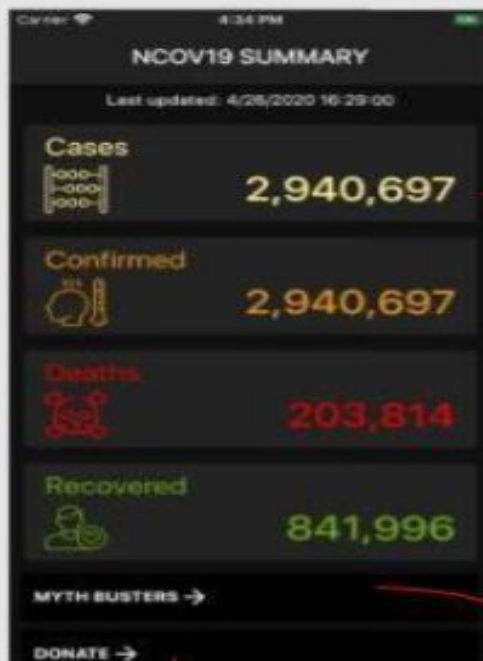 Carrier 4:34 PM
NCOV19 SUMMARY
Last updated: 4/26/2020 16:29:00
Cases
2,940,697
Confirmed
2,940,697
Deaths
203,814
Recovered
841,996
MYTH BUSTERS →
DONATE →